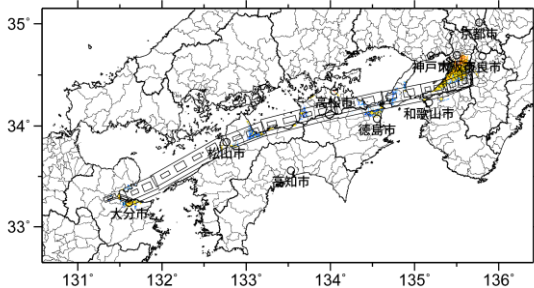 35˚
34˚
33˚
131˚
132˚
133˚
134˚
135˚
136˚
京都市
神戸市
奈良市
高松市
和歌山市
徳島市
松山市
高知市
大分市